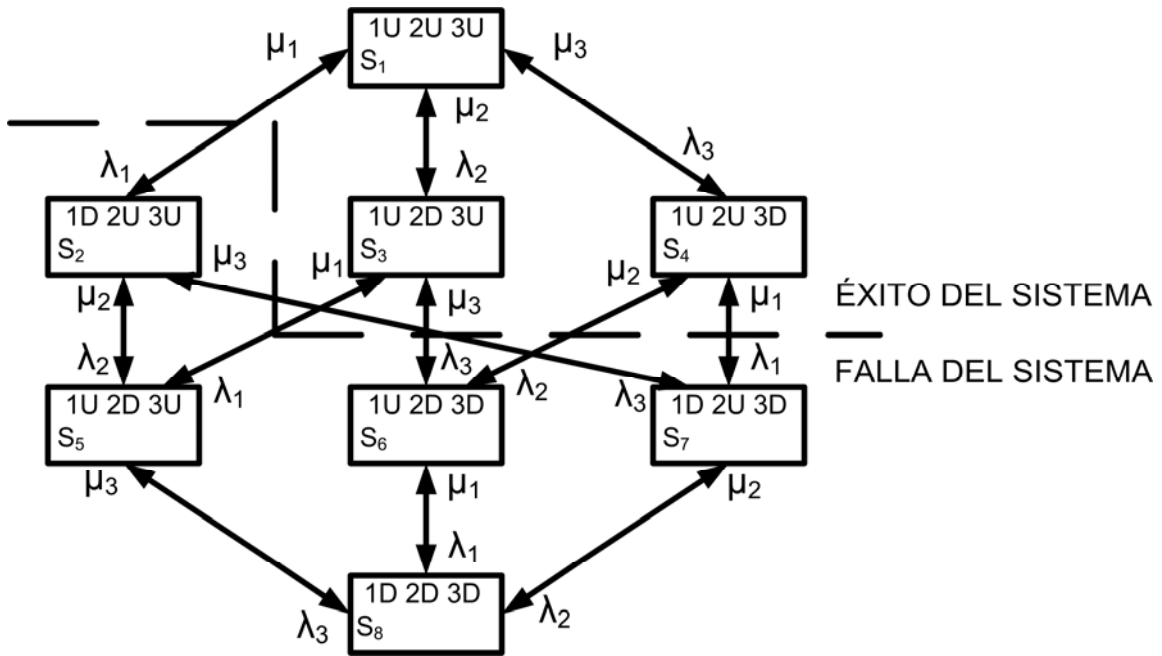 1U 2U 3U
S₁
μ₁
μ₃
μ₂
λ₁
λ₂
λ₃
1D 2U 3U
S₂
1U 2D 3U
S₃
1U 2U 3D
S₄
μ₃
μ₁
μ₂
μ₂
μ₃
μ₁
ÉXITO DEL SISTEMA
λ₂
λ₁
λ₃
λ₂
λ₃
λ₁
FALLA DEL SISTEMA
1U 2D 3U
S₅
1U 2D 3D
S₆
1D 2U 3D
S₇
μ₃
μ₁
μ₂
λ₃
λ₁
λ₂
1D 2D 3D
S₈